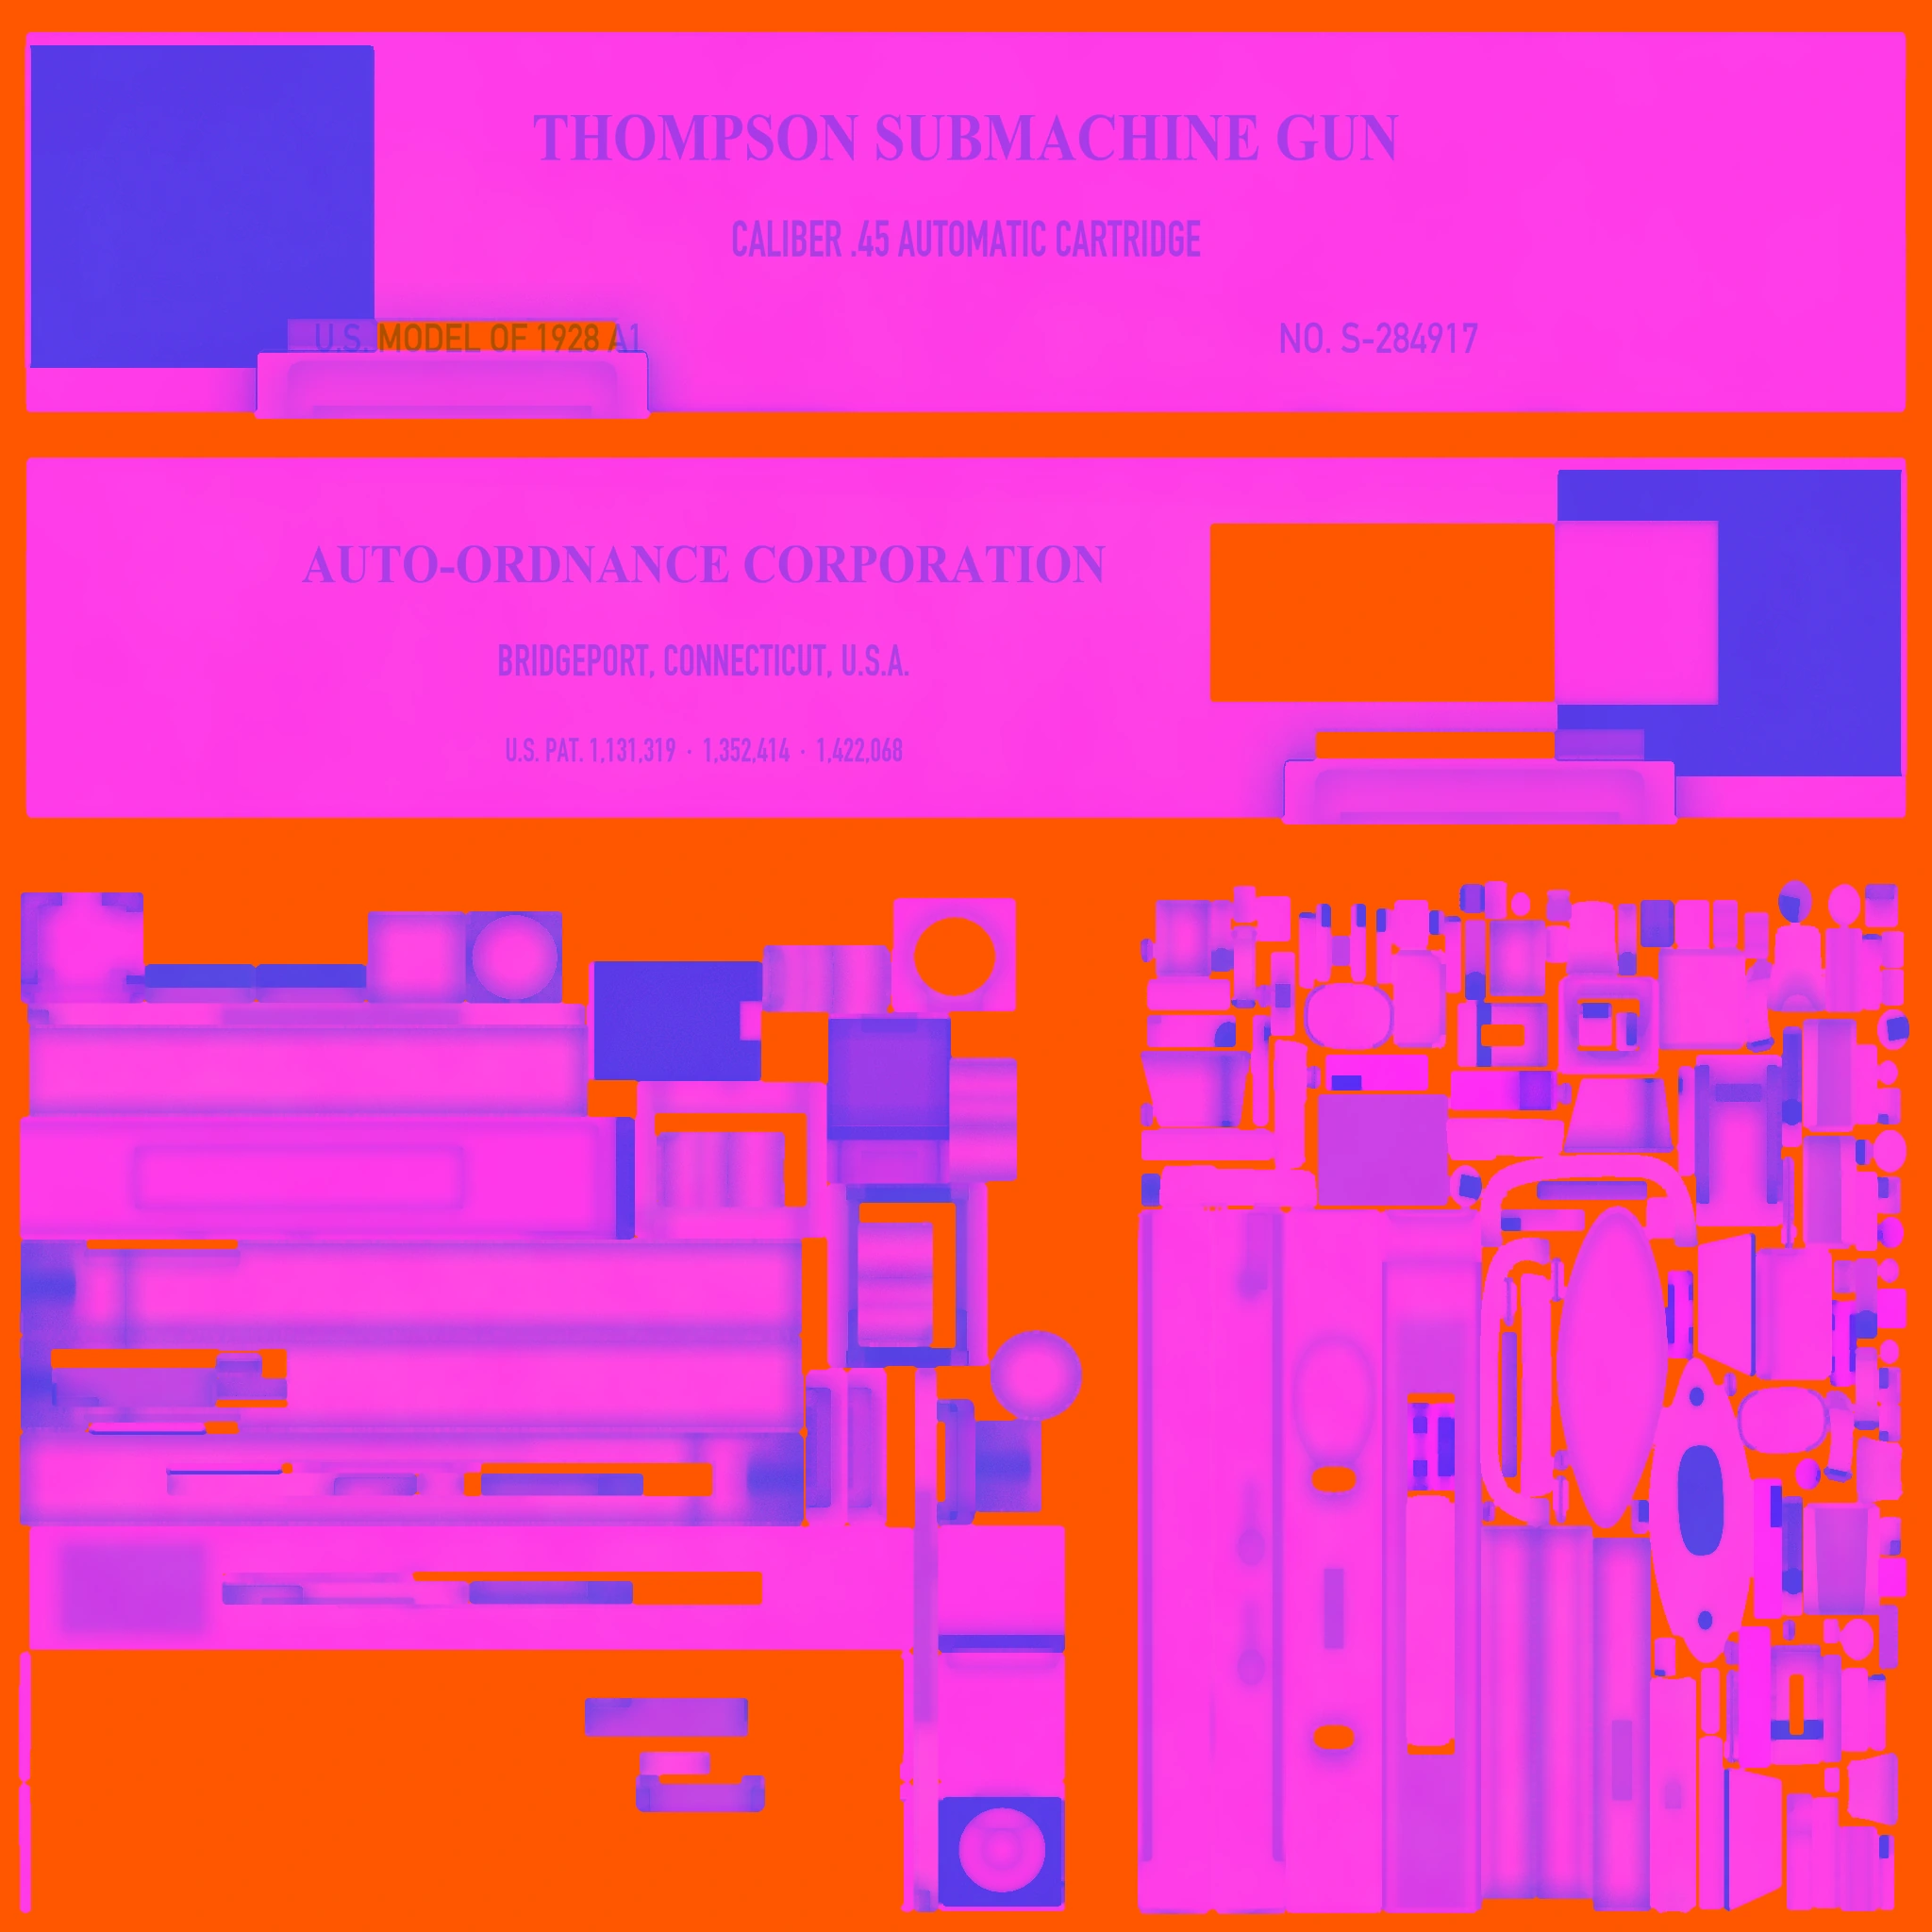 THOMPSON SUBMACHINE GUN
CALIBER .45 AUTOMATIC CARTRIDGE
U.S. MODEL OF 1928 A1
NO. S-284917
AUTO-ORDNANCE CORPORATION
BRIDGEPORT, CONNECTICUT, U.S.A.
U.S. PAT. 1,131,319 · 1,352,414 · 1,422,068